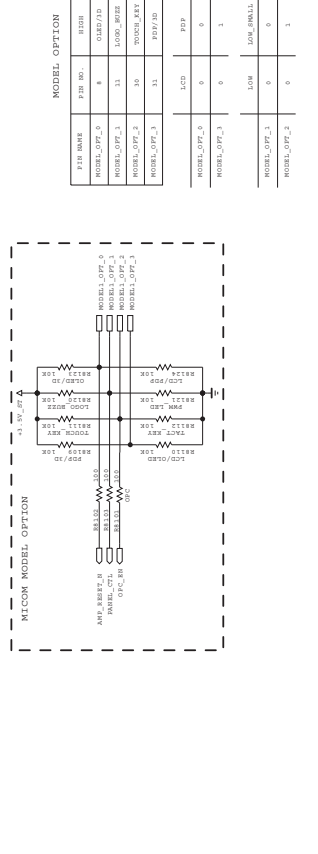 MICOM MODEL OPTION
+3.5V_ST
PDP/3D
R8109 10K
TOUCH_KEY
R8111 10K
LOGO_BUZZ
R8120 10K
OLED/3D
R8123 10K
AMP_RESET_N
R8102
100
PANEL_CTL
R8103
100
OPC_EN
R8101
100
OPC
LCD/OLED
R8110 10K
TACT_KEY
R8112 10K
PWM_LED
R8121 10K
LCD/PDP
R8124 10K
MODEL1_OPT_0
MODEL1_OPT_1
MODEL1_OPT_2
MODEL1_OPT_3
MODEL OPTION
PIN NAME PIN NO. HIGH
MODEL_OPT_0 8 OLED/3D
MODEL_OPT_1 11 LOGO_BUZZ
MODEL_OPT_2 30 TOUCH_KEY
MODEL_OPT_3 31 PDP/3D
LCD PDP
MODEL_OPT_0 0 0
MODEL_OPT_3 0 1
LOW LOW_SMALL
MODEL_OPT_1 0 0
MODEL_OPT_2 0 1